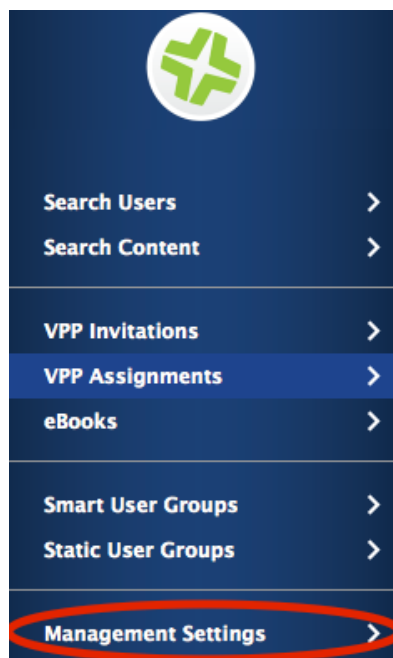 Search Users
Search Content
VPP Invitations
VPP Assignments
eBooks
Smart User Groups
Static User Groups
Management Settings